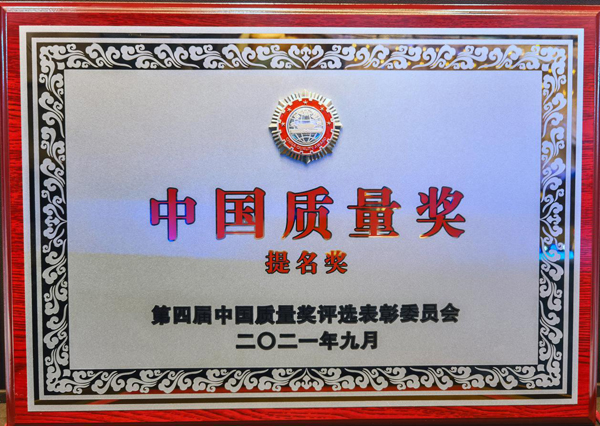 中国质量奖
提名奖
第四届中国质量奖评选表彰委员会
二〇二一年九月